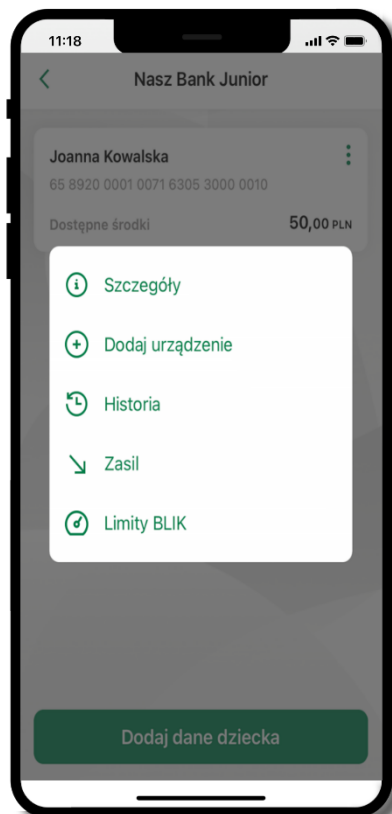 11:18
Nasz Bank Junior
Joanna Kowalska
65 8920 0001 0071 6305 3000 0010
Dostępne środki 50,00 PLN
Szczegóły
Dodaj urządzenie
Historia
Zasil
Limity BLIK
Dodaj dane dziecka